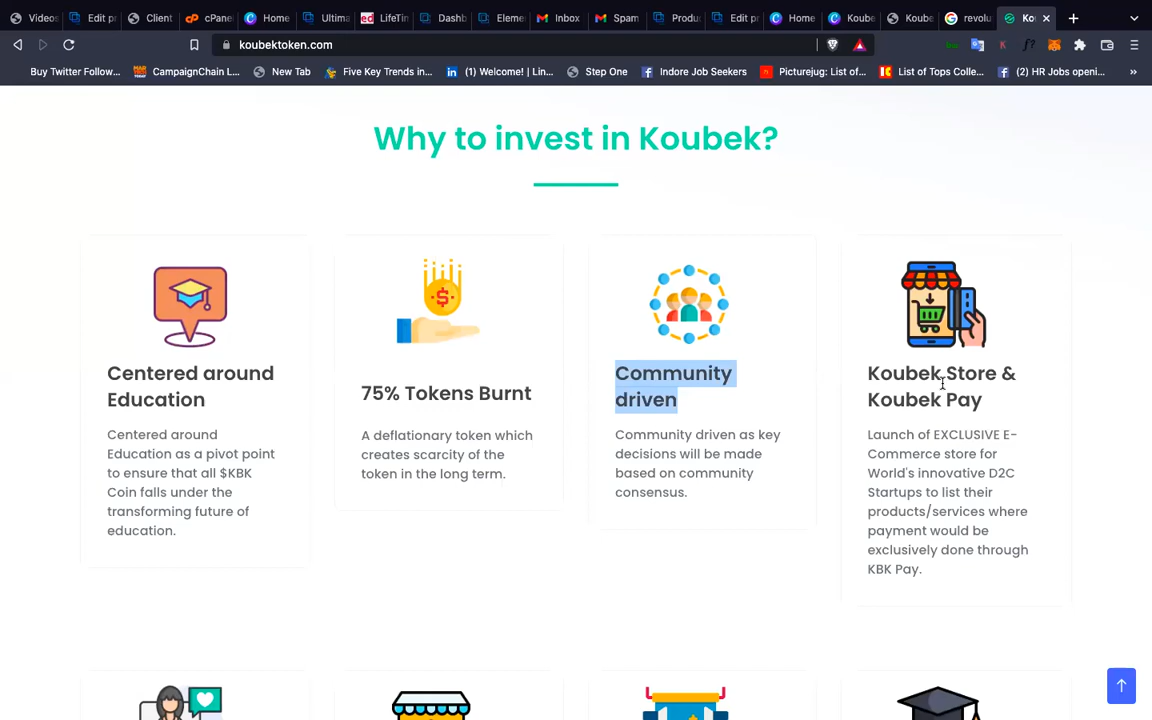 Videos
Edit pr
Client
cPane
Home
Ultima
LifeTin
Dashb
Eleme
Inbox
Spam
Produ
Edit p
Home
Koube
Koube
revolu
Ko
koubektoken.com
Buy Twitter Follow...
CampaignChain L...
New Tab
Five Key Trends in...
(1) Welcome! | Lin...
Step One
Indore Job Seekers
Picturejug: List of...
List of Tops Colle...
(2) HR Jobs openi...
Why to invest in Koubek?
Centered around
Education
Centered around
Education as a pivot point
to ensure that all $KBK
Coin falls under the
transforming future of
education.
75% Tokens Burnt
A deflationary token which
creates scarcity of the
token in the long term.
Community
driven
Community driven as key
decisions will be made
based on community
consensus.
Koubek Store &
Koubek Pay
Launch of EXCLUSIVE E-
Commerce store for
World's innovative D2C
Startups to list their
products/services where
payment would be
exclusively done through
KBK Pay.